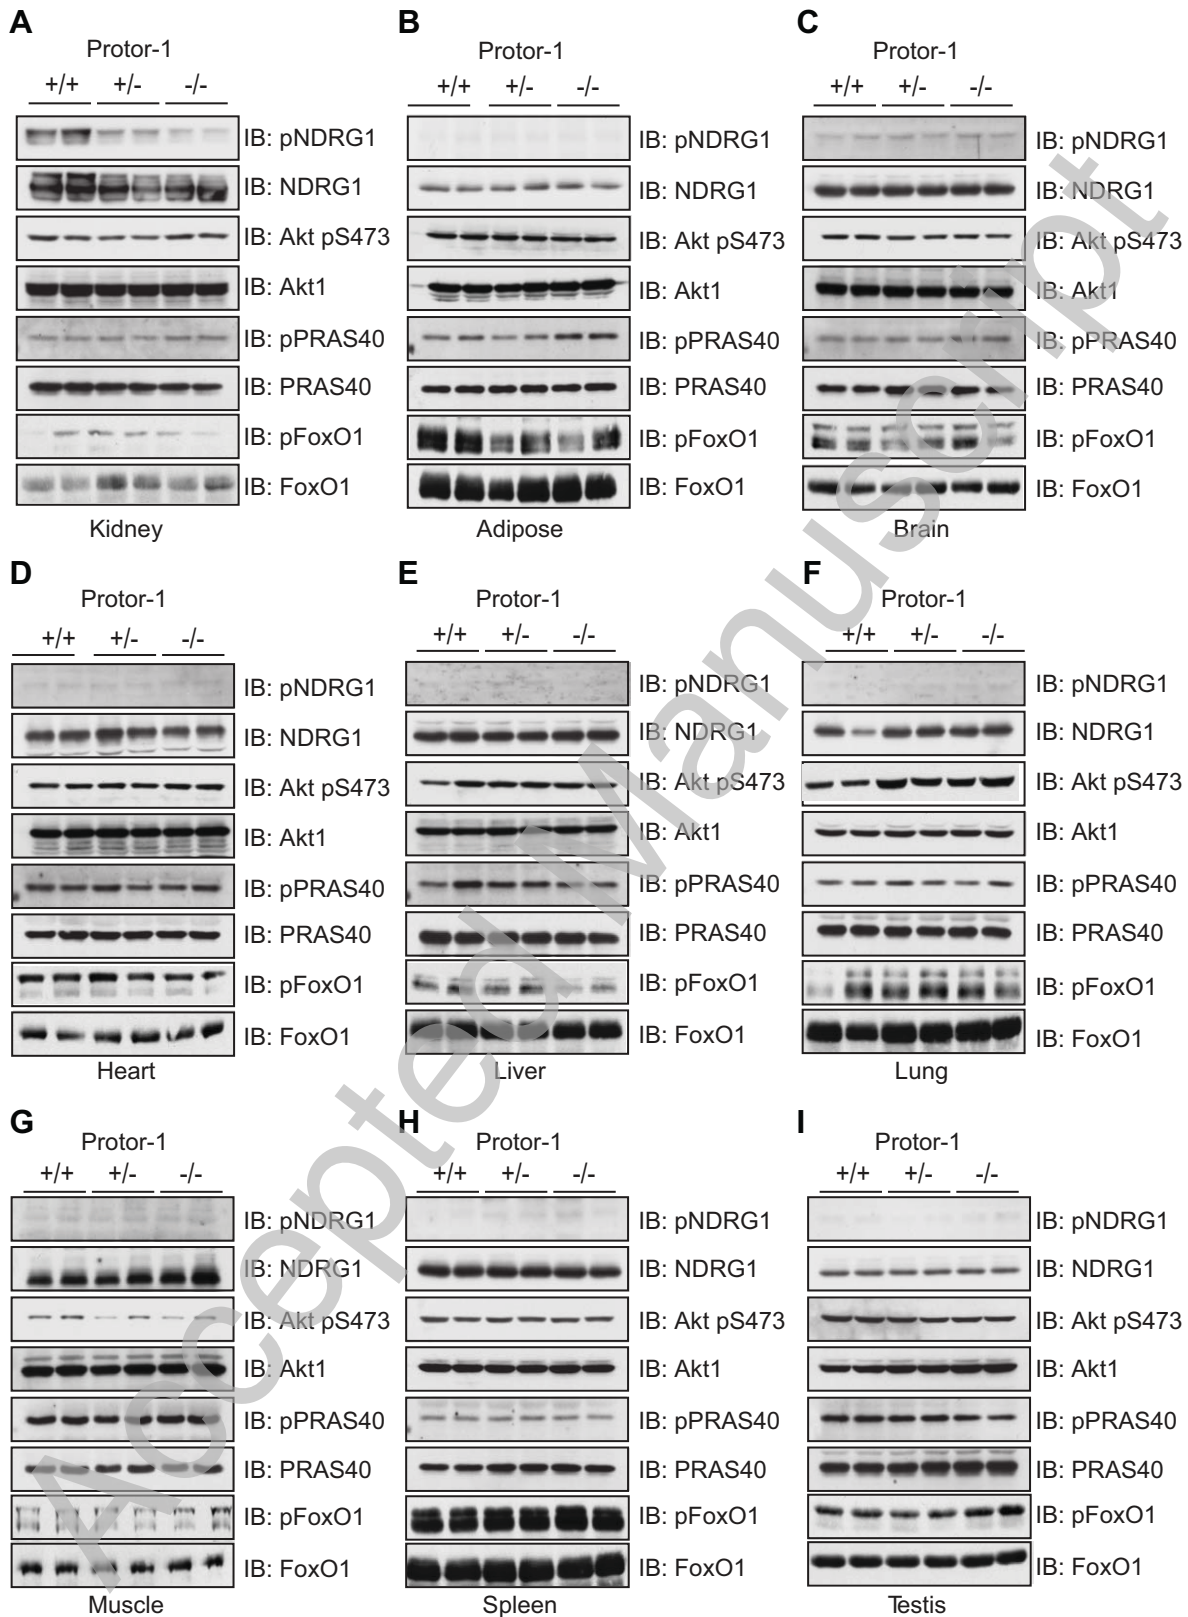 A
Protor-1
+/+ +/- -/-
IB: pNDRG1
IB: NDRG1
IB: Akt pS473
IB: Akt1
IB: pPRAS40
IB: PRAS40
IB: pFoxO1
IB: FoxO1
Kidney
B
Protor-1
+/+ +/- -/-
IB: pNDRG1
IB: NDRG1
IB: Akt pS473
IB: Akt1
IB: pPRAS40
IB: PRAS40
IB: pFoxO1
IB: FoxO1
Adipose
C
Protor-1
+/+ +/- -/-
IB: pNDRG1
IB: NDRG1
IB: Akt pS473
IB: Akt1
IB: pPRAS40
IB: PRAS40
IB: pFoxO1
IB: FoxO1
Brain
D
Protor-1
+/+ +/- -/-
IB: pNDRG1
IB: NDRG1
IB: Akt pS473
IB: Akt1
IB: pPRAS40
IB: PRAS40
IB: pFoxO1
IB: FoxO1
Heart
E
Protor-1
+/+ +/- -/-
IB: pNDRG1
IB: NDRG1
IB: Akt pS473
IB: Akt1
IB: pPRAS40
IB: PRAS40
IB: pFoxO1
IB: FoxO1
Liver
F
Protor-1
+/+ +/- -/-
IB: pNDRG1
IB: NDRG1
IB: Akt pS473
IB: Akt1
IB: pPRAS40
IB: PRAS40
IB: pFoxO1
IB: FoxO1
Lung
G
Protor-1
+/+ +/- -/-
IB: pNDRG1
IB: NDRG1
IB: Akt pS473
IB: Akt1
IB: pPRAS40
IB: PRAS40
IB: pFoxO1
IB: FoxO1
Muscle
H
Protor-1
+/+ +/- -/-
IB: pNDRG1
IB: NDRG1
IB: Akt pS473
IB: Akt1
IB: pPRAS40
IB: PRAS40
IB: pFoxO1
IB: FoxO1
Spleen
I
Protor-1
+/+ +/- -/-
IB: pNDRG1
IB: NDRG1
IB: Akt pS473
IB: Akt1
IB: pPRAS40
IB: PRAS40
IB: pFoxO1
IB: FoxO1
Testis
Accepted Manuscript